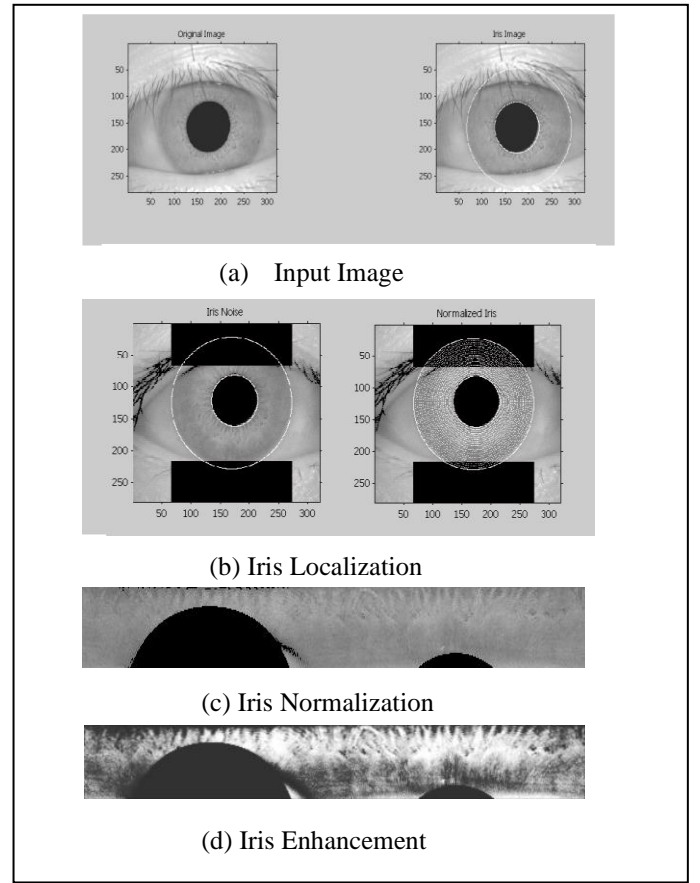 Original Image
Iris Image
50
100
150
200
250
50 100 150 200 250 300
50
100
150
200
250
50 100 150 200 250 300
(a) Input Image
Iris Noise
Normalized Iris
50
100
150
200
250
50 100 150 200 250 300
50
100
150
200
250
50 100 150 200 250 300
(b) Iris Localization
(c) Iris Normalization
(d) Iris Enhancement